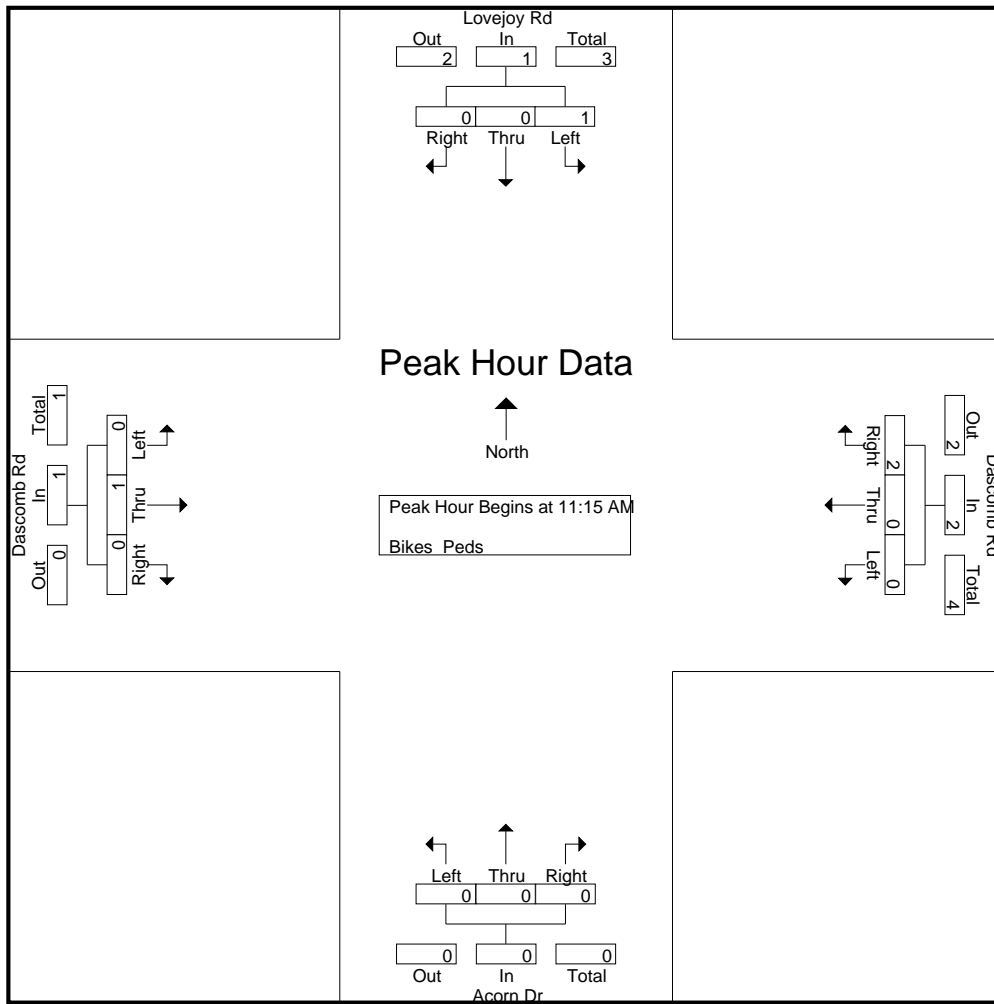 Lovejoy Rd
Out In Total
2 1 3
0 0 1
Right Thru Left
Peak Hour Data
North
Peak Hour Begins at 11:15 AM
Bikes Peds
Dascomb Rd
Out In Total
0 1 1
Right Thru Left
0 1 0
Dascomb Rd
Out In Total
2 2 4
Right Thru Left
2 0 0
Left Thru Right
0 0 0
0 0 0
Out In Total
Acorn Dr